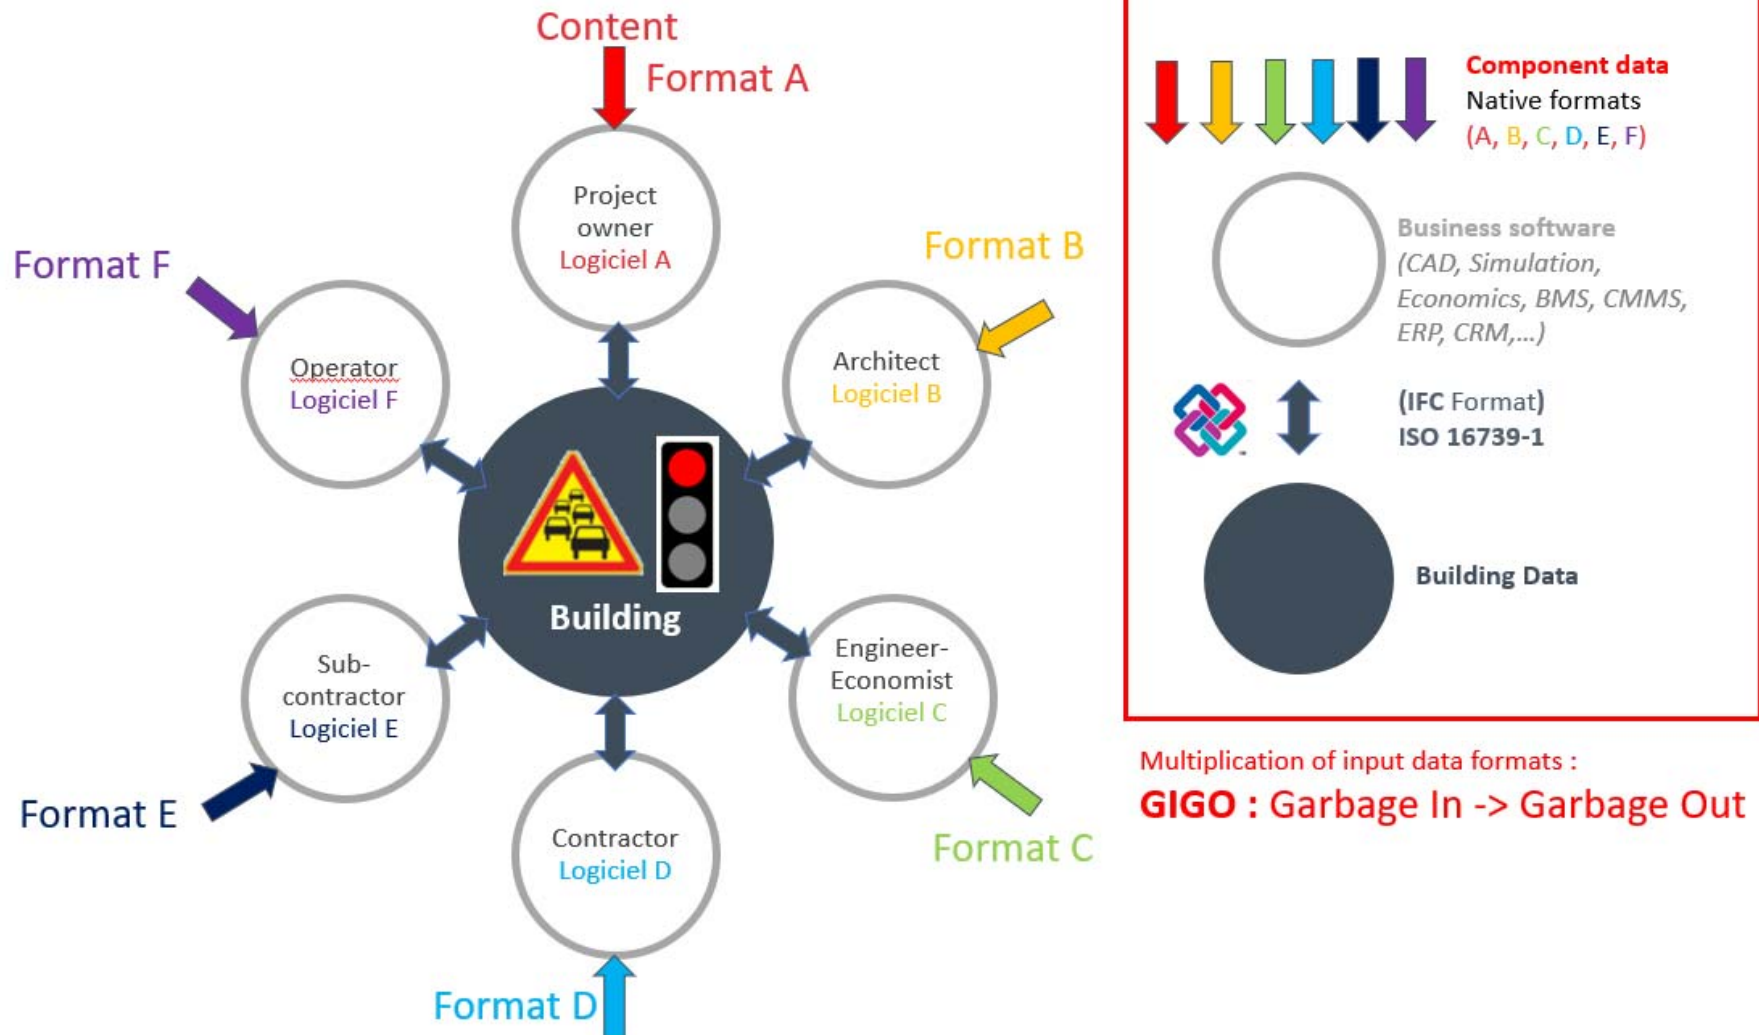 Content
Format A
Project
owner
Logiciel A
Format B
Architect
Logiciel B
Format F
Operator
Logiciel F
Building
Engineer-
Economist
Logiciel C
Format C
Sub-
contractor
Logiciel E
Format E
Contractor
Logiciel D
Format D
Component data
Native formats
(A, B, C, D, E, F)
Business software
(CAD, Simulation,
Economics, BMS, CMMS,
ERP, CRM,...)
(IFC Format)
ISO 16739-1
Building Data
Multiplication of input data formats :
GIGO : Garbage In -> Garbage Out